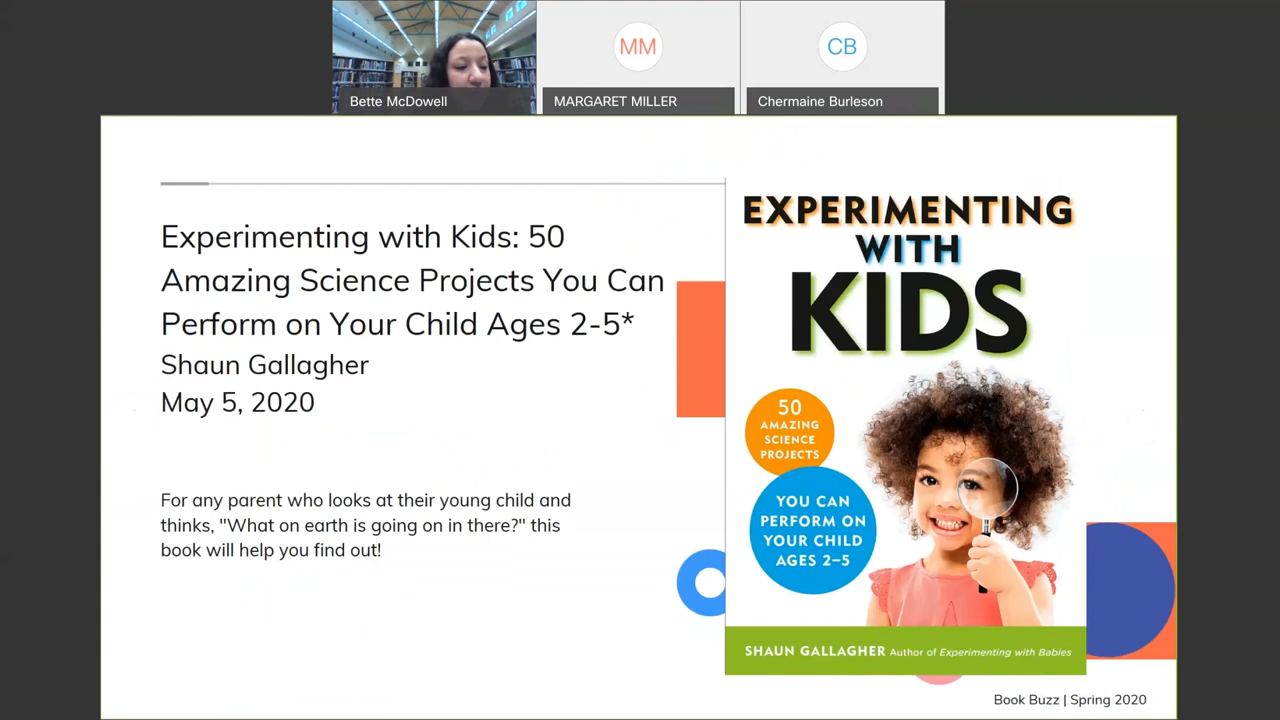 MM
CB
Bette McDowell
MARGARET MILLER
Chermaine Burleson
Experimenting with Kids: 50
Amazing Science Projects You Can
Perform on Your Child Ages 2-5*
Shaun Gallagher
May 5, 2020
For any parent who looks at their young child and
thinks, "What on earth is going on in there?" this
book will help you find out!
EXPERIMENTING
WITH
KIDS
50
AMAZING
SCIENCE
PROJECTS
YOU CAN
PERFORM ON
YOUR CHILD
AGES 2–5
SHAUN GALLAGHER Author of Experimenting with Babies
Book Buzz | Spring 2020